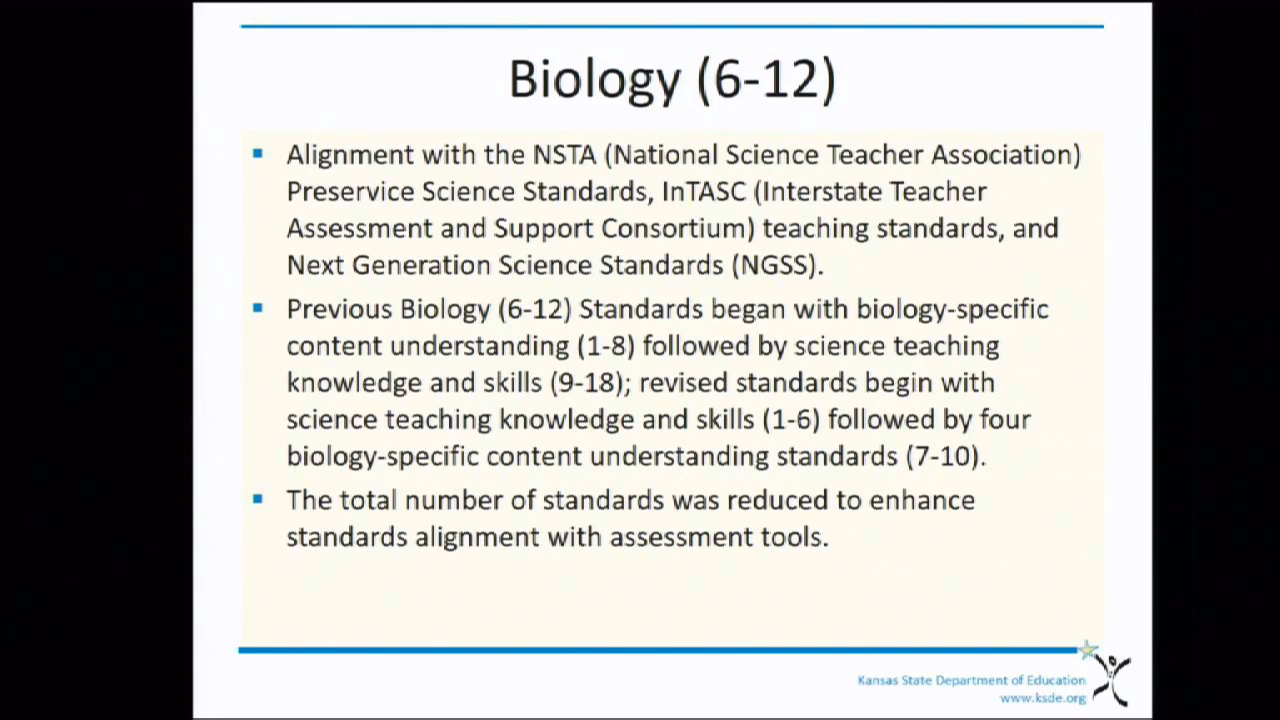 Biology (6-12)
Alignment with the NSTA (National Science Teacher Association)
Preservice Science Standards, InTASC (Interstate Teacher
Assessment and Support Consortium) teaching standards, and
Next Generation Science Standards (NGSS).
Previous Biology (6-12) Standards began with biology-specific
content understanding (1-8) followed by science teaching
knowledge and skills (9-18); revised standards begin with
science teaching knowledge and skills (1-6) followed by four
biology-specific content understanding standards (7-10).
The total number of standards was reduced to enhance
standards alignment with assessment tools.
Kansas State Department of Education
www.ksde.org